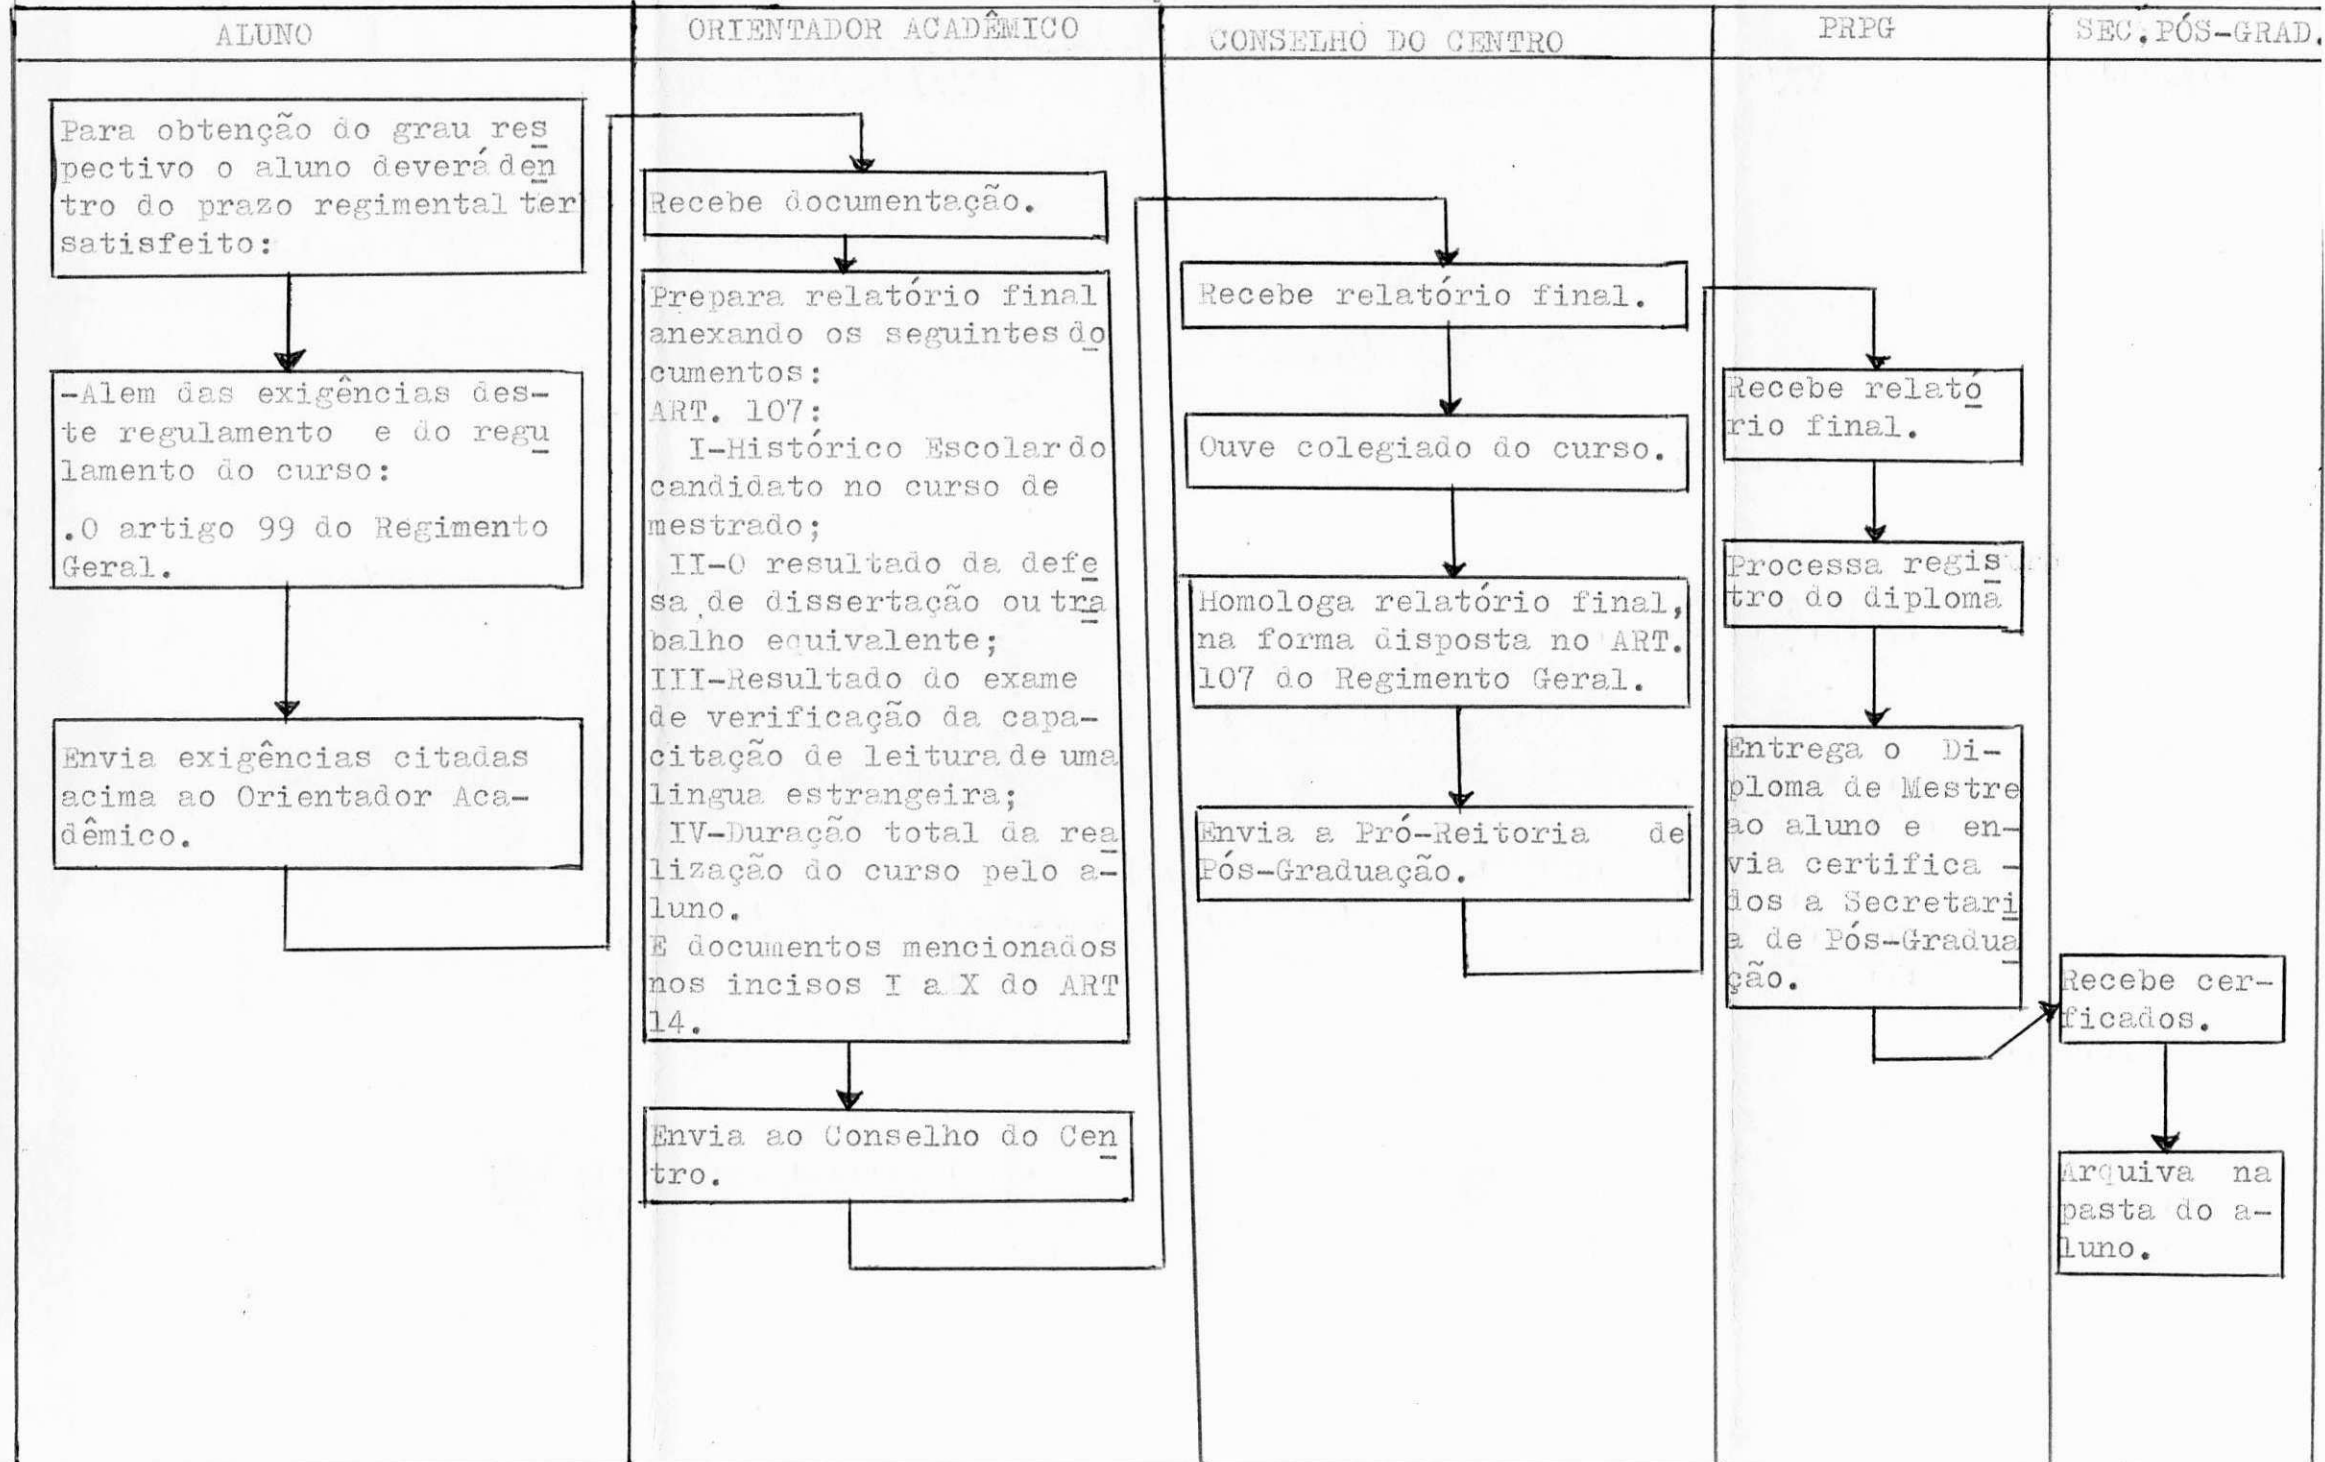 ALUNO
ORIENTADOR ACADÊMICO
CONSELHO DO CENTRO
PRPG
SEC. PÓS-GRAD.
Para obtenção do grau res
pectivo o aluno deverá den
tro do prazo regimental ter
satisfeito:
-Alem das exigências des-
te regulamento e do regu
lamento do curso:
.O artigo 99 do Regimento
Geral.
Envia exigências citadas
acima ao Orientador Aca-
dêmico.
Recebe documentação.
Prepara relatório final
anexando os seguintes do
cumentos:
ART. 107:
I-Histórico Escolar do
candidato no curso de
mestrado;
II-O resultado da defe
sa de dissertação ou tra
balho equivalente;
III-Resultado do exame
de verificação da capa-
citação de leitura de uma
lingua estrangeira;
IV-Duração total da rea
lização do curso pelo a-
luno.
E documentos mencionados
nos incisos I a X do ART
14.
Envia ao Conselho do Cen
tro.
Recebe relatório final.
Ouve colegiado do curso.
Homologa relatório final,
na forma disposta no ART.
107 do Regimento Geral.
Envia a Pró-Reitoria de
Pós-Graduação.
Recebe relató
rio final.
Processa regis
tro do diploma
Entrega o Di-
ploma de Mestre
ao aluno e en-
via certifica -
dos a Secretari
a de Pós-Gradua
ção.
Recebe cer-
ficados.
Arquiva na
pasta do a-
luno.